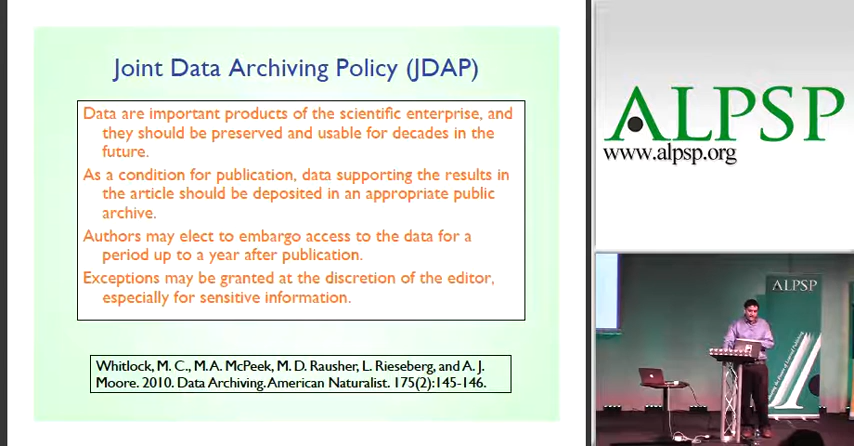 Joint Data Archiving Policy (JDAP)
Data are important products of the scientific enterprise, and
they should be preserved and usable for decades in the
future.
As a condition for publication, data supporting the results in
the article should be deposited in an appropriate public
archive.
Authors may elect to embargo access to the data for a
period up to a year after publication.
Exceptions may be granted at the discretion of the editor,
especially for sensitive information.
Whitlock, M. C., M.A. McPeek, M. D. Rausher, L. Rieseberg, and A. J.
Moore. 2010. Data Archiving. American Naturalist. 175(2):145-146.
ALPSP
www.alpsp.org
ALPSP